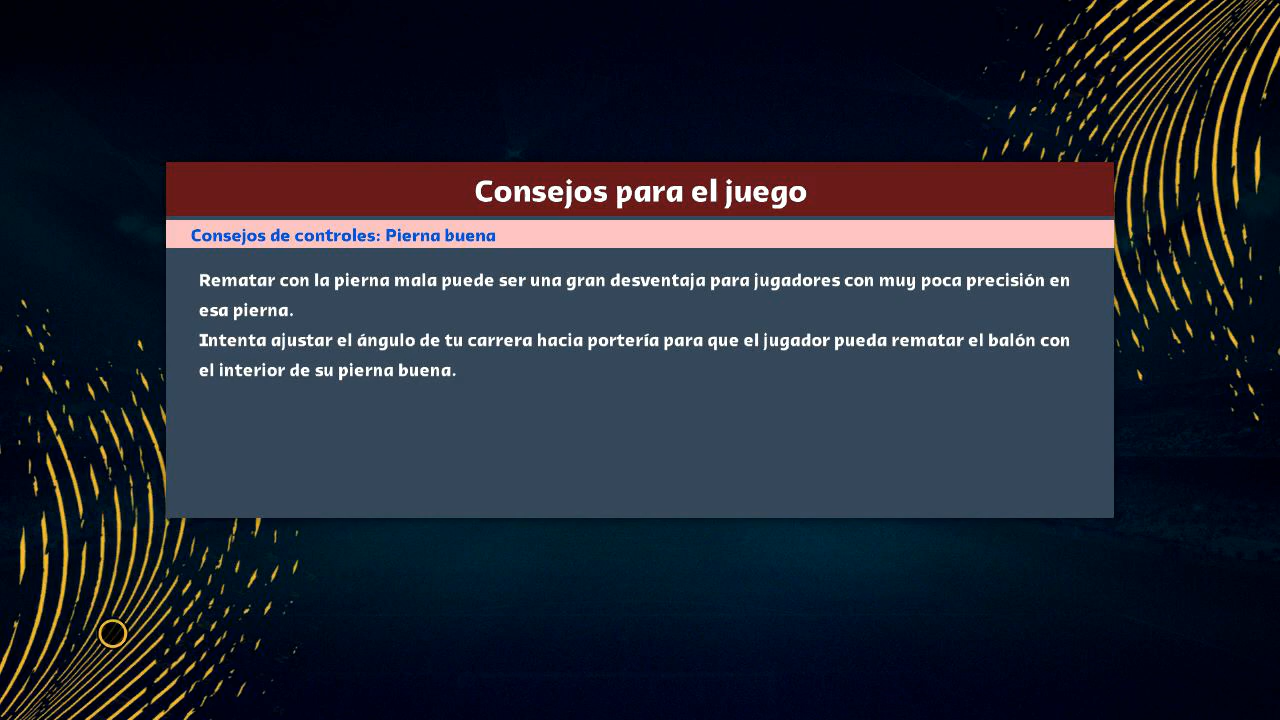 Consejos para el juego
Consejos de controles: Pierna buena
Rematar con la pierna mala puede ser una gran desventaja para jugadores con muy poca precisión en
esa pierna.
Intenta ajustar el ángulo de tu carrera hacia portería para que el jugador pueda rematar el balón con
el interior de su pierna buena.